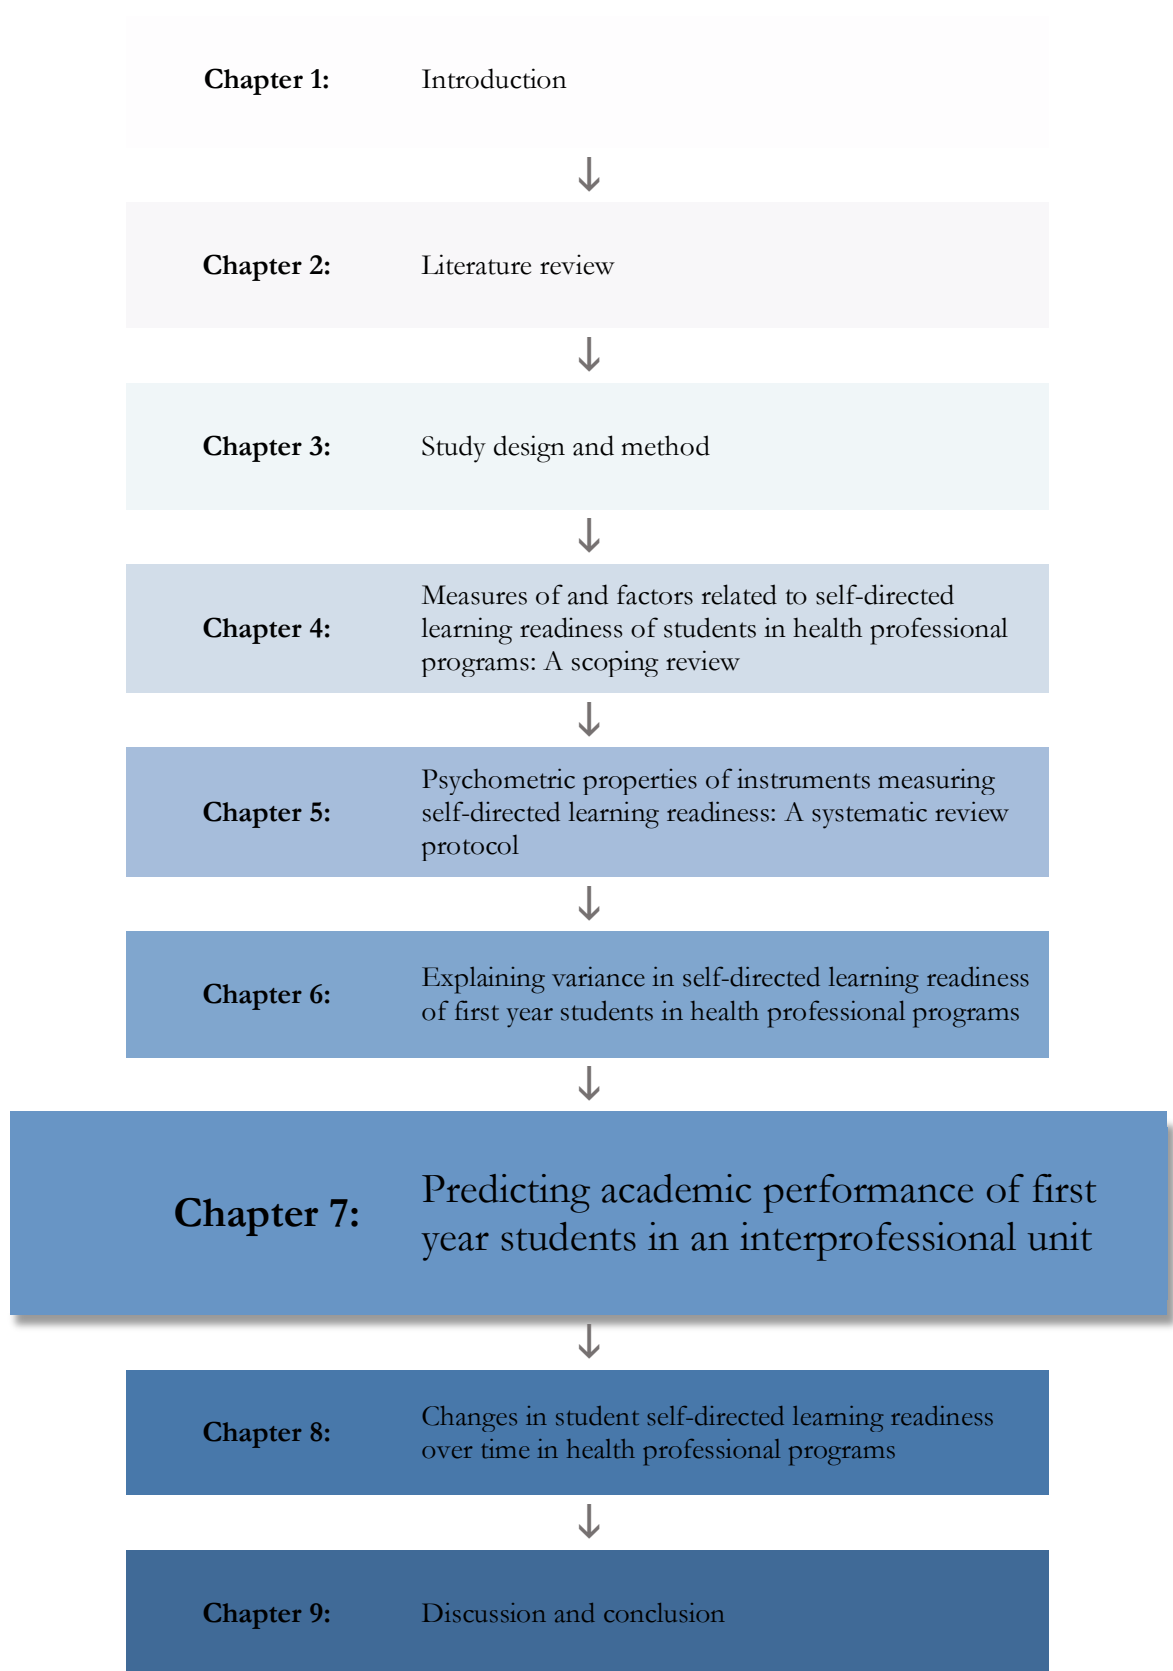 Chapter 1: Introduction
Chapter 2: Literature review
Chapter 3: Study design and method
Measures of and factors related to self-directed
Chapter 4: learning readiness of students in health professional
programs: A scoping review
Psychometric properties of instruments measuring
Chapter 5: self-directed learning readiness: A systematic review
protocol
Chapter 6: Explaining variance in self-directed learning readiness
of first year students in health professional programs
Chapter 7: Predicting academic performance of first
year students in an interprofessional unit
Chapter 8: Changes in student self-directed learning readiness
over time in health professional programs
Chapter 9: Discussion and conclusion